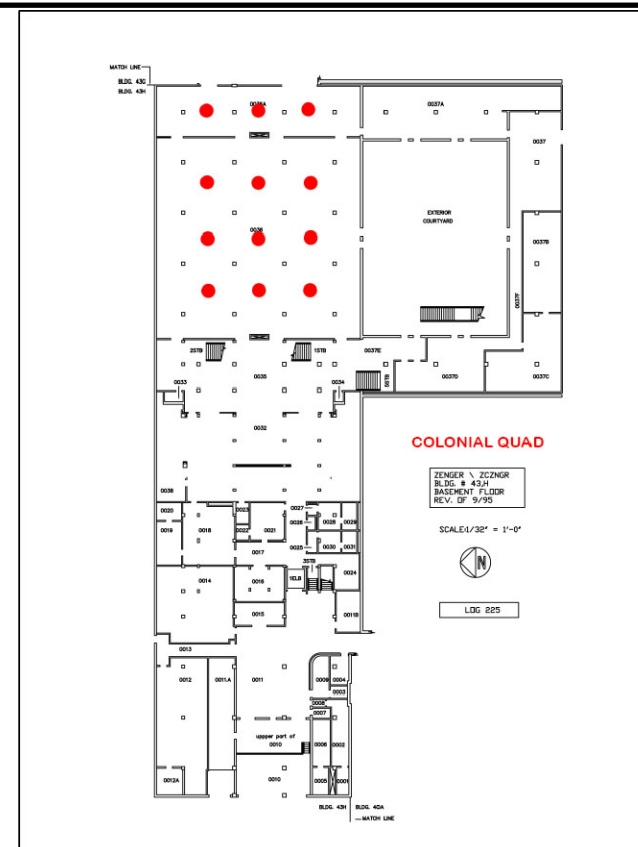 MATCH LINE
BLDG. 43G
BLDG. 43H
0037A
0037
EXTERIOR
COURTYARD
0037B
0037F
2STB
1STB
0037E
0035
0033
0034
5STB
0037D
0037C
0032
COLONIAL QUAD
0038
ZENGER \ ZCZNGR
BLDG. # 43,H
BASEMENT FLOOR
REV. OF 9/95
0020
0023
0027
0019
0018
0022
0021
0026
0028
0029
SCALE:1/32" = 1'-0"
0017
0025
0030
0031
3STB
N
0014
0016
1ELB
0024
0015
0011B
LOG 225
0013
0012
0011A
0011
0009
0004
0003
0008
0007
upper part of
0010
0006
0002
0012A
0010
0005
0001
BLDG. 43H
BLDG. 40A
MATCH LINE